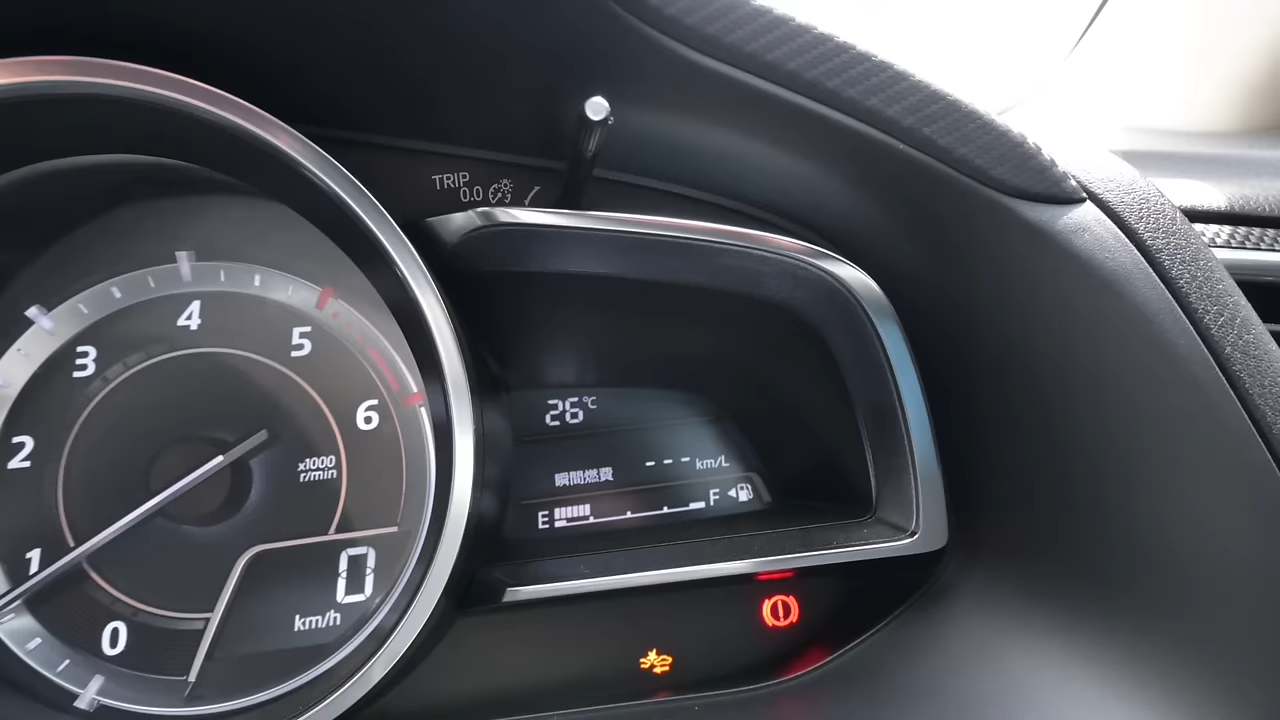 TRIP
0.0
4
3
5
2
6
x1000
r/min
1
0
0
km/h
26℃
--- km/L
瞬間燃費
E F